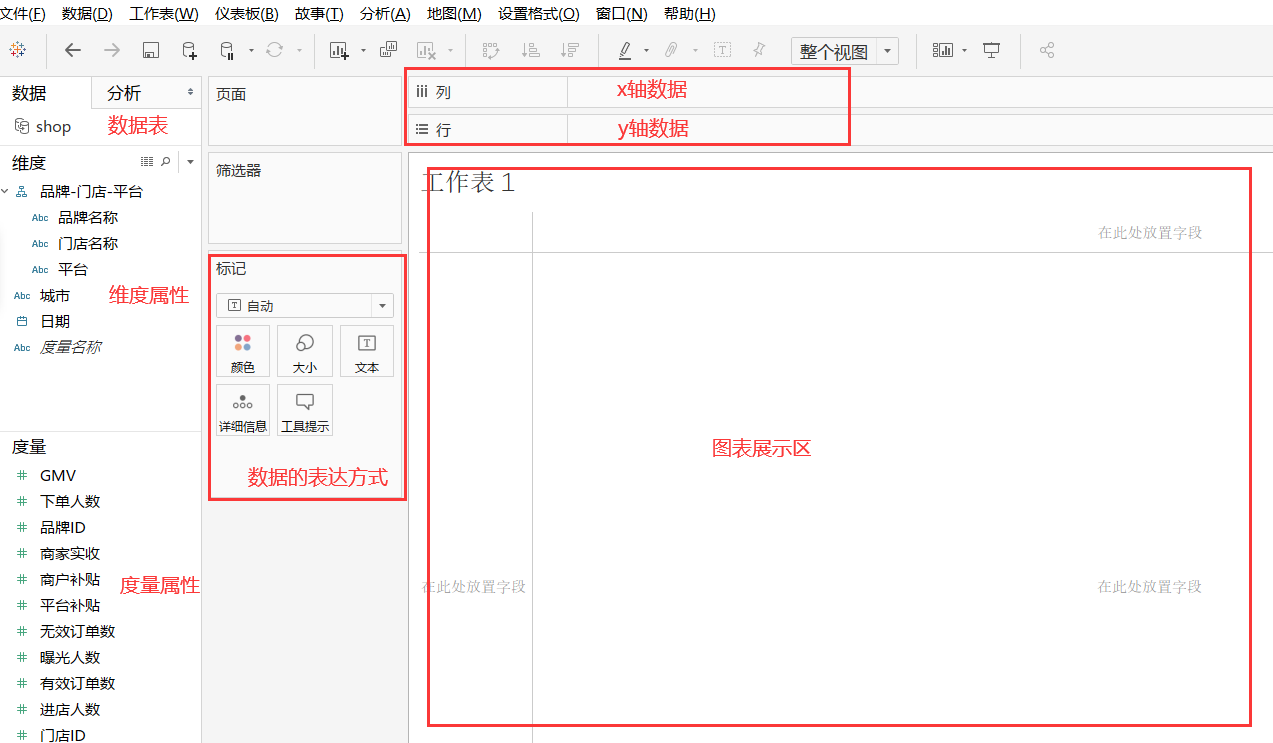 文件(F) 数据(D) 工作表(W) 仪表板(B) 故事(T) 分析(A) 地图(M) 设置格式(O) 窗口(N) 帮助(H)
整个视图
数据 分析
shop 数据表
维度
品牌-门店-平台
Abc 品牌名称
Abc 门店名称
Abc 平台
Abc 城市
维度属性
日期
Abc 度量名称
度量
# GMV
# 下单人数
# 品牌ID
# 商家实收
# 商户补贴
度量属性
# 平台补贴
# 无效订单数
# 曝光人数
# 有效订单数
# 进店人数
# 门店ID
页面
筛选器
标记
T 自动
颜色 大小 T 文本
详细信息 工具提示
数据的表达方式
列 x轴数据
行 y轴数据
工作表 1
在此处放置字段
图表展示区
在此处放置字段 在此处放置字段